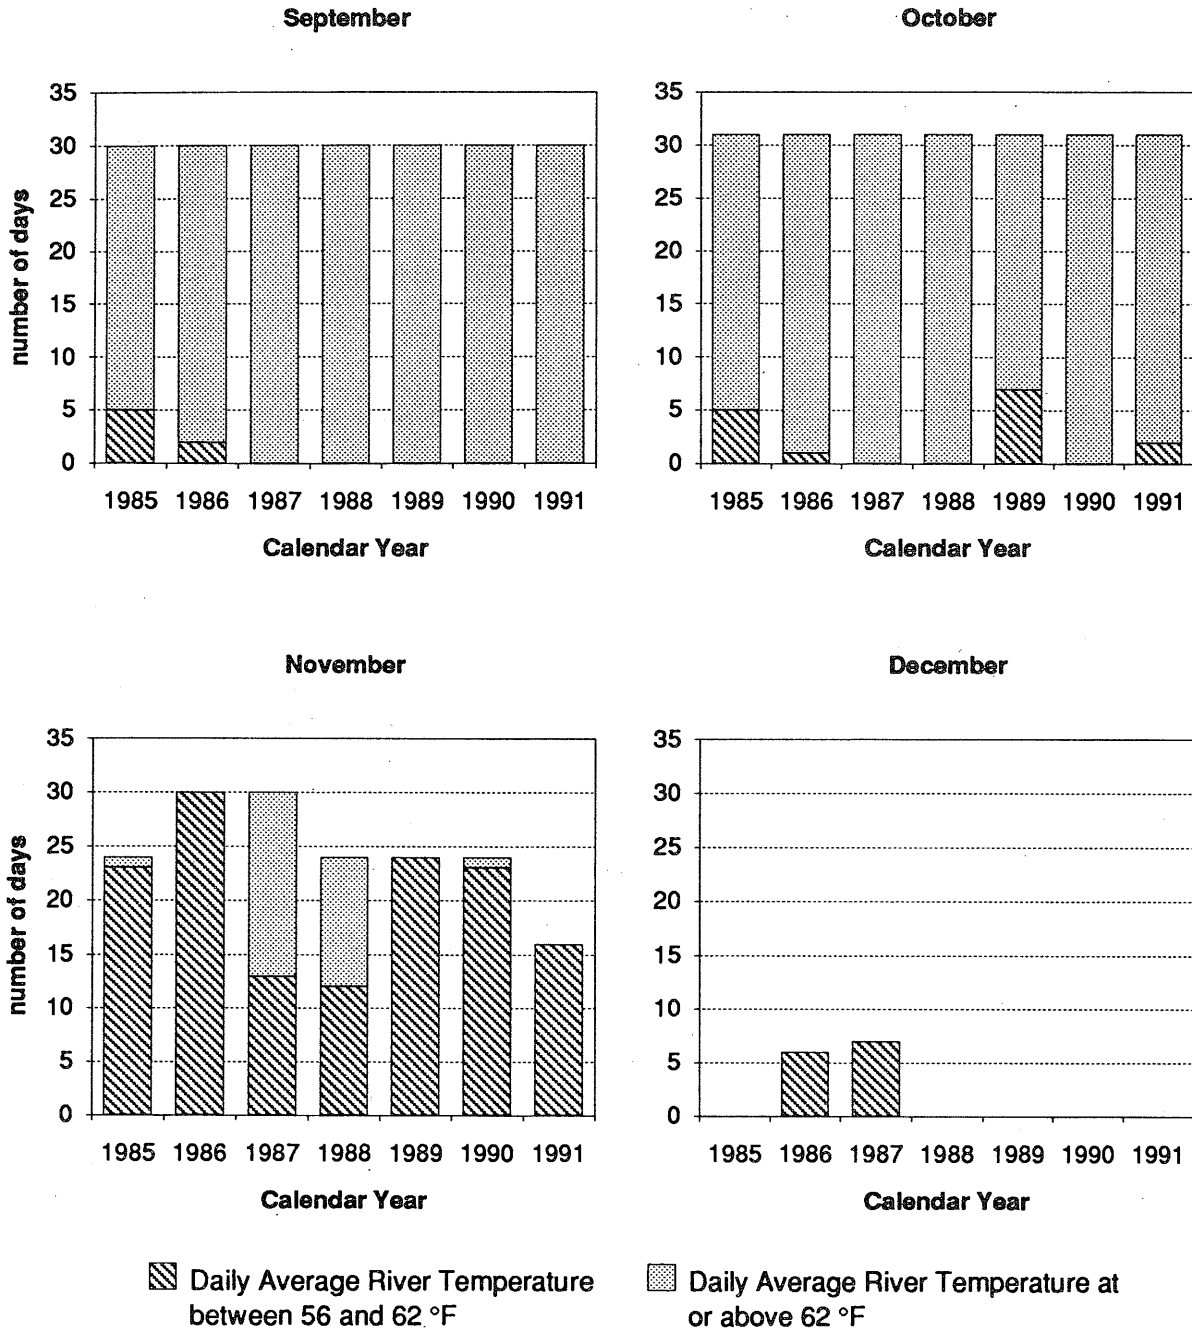 September
October
35
30
25
20
15
10
5
0
number of days
1985 1986 1987 1988 1989 1990 1991
Calendar Year
35
30
25
20
15
10
5
0
1985 1986 1987 1988 1989 1990 1991
Calendar Year
November
December
35
30
25
20
15
10
5
0
number of days
1985 1986 1987 1988 1989 1990 1991
Calendar Year
35
30
25
20
15
10
5
0
1985 1986 1987 1988 1989 1990 1991
Calendar Year
Daily Average River Temperature
between 56 and 62 °F
Daily Average River Temperature at
or above 62 °F